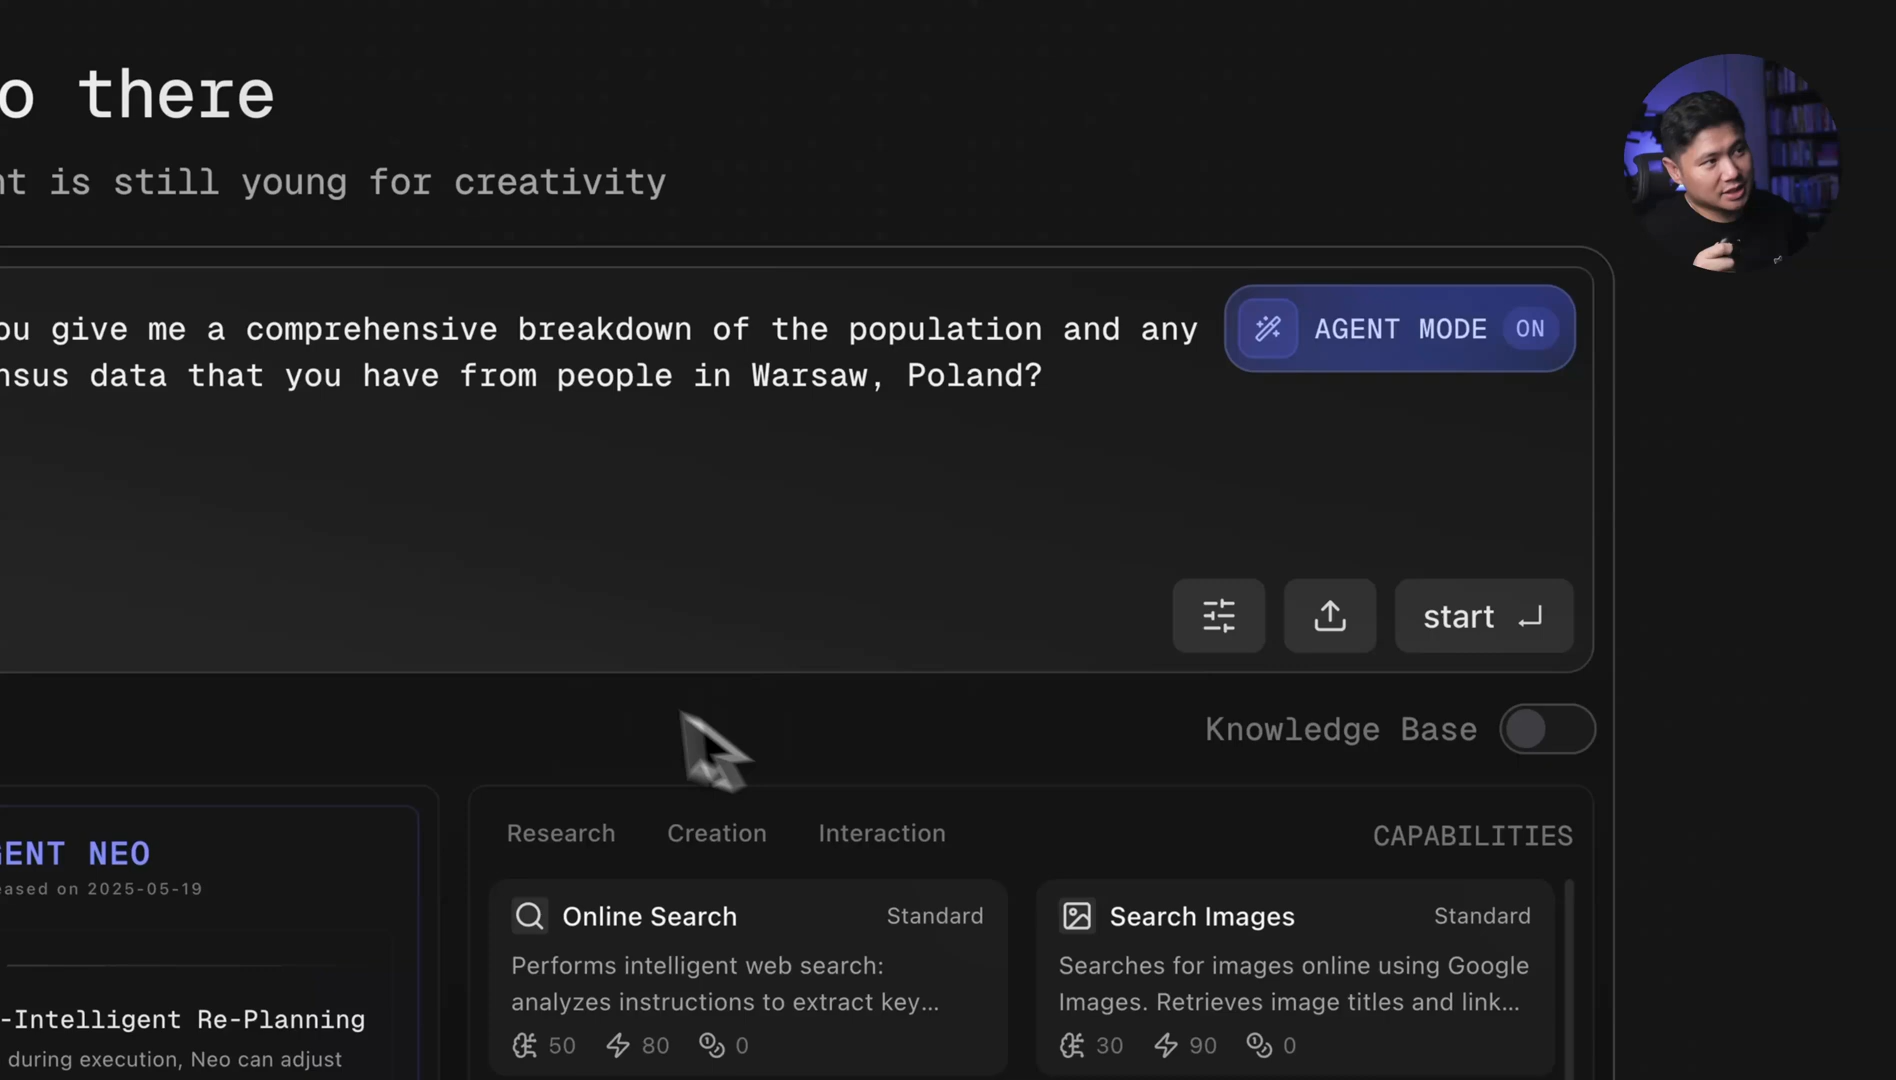 o there
nt is still young for creativity
ou give me a comprehensive breakdown of the population and any
nsus data that you have from people in Warsaw, Poland?
AGENT MODE ON
start
Knowledge Base
GENT NEO
eased on 2025-05-19
-Intelligent Re-Planning
during execution, Neo can adjust
Research Creation Interaction
CAPABILITIES
Online Search Standard
Performs intelligent web search:
analyzes instructions to extract key...
50 80 0
Search Images Standard
Searches for images online using Google
Images. Retrieves image titles and link...
30 90 0